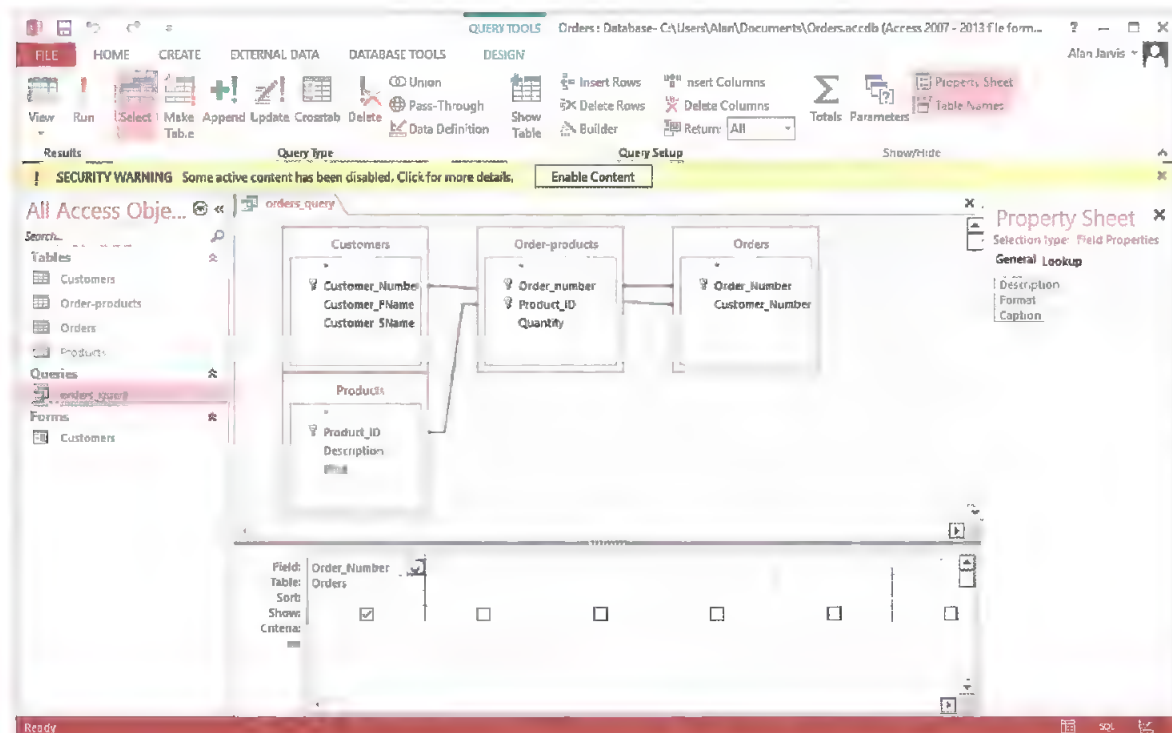 QUERY TOOLS Orders : Database- C:\Users\Alan\Documents\Orders.accdb (Access 2007 - 2013 file form... ?
FILE HOME CREATE EXTERNAL DATA DATABASE TOOLS DESIGN Alan Jarvis
View Run Select Make Table Append Update Crosstab Delete
Union
Pass-Through
Data Definition
Show Table
Insert Rows
Delete Rows
Builder
Insert Columns
Delete Columns
Return: All
Totals Parameters
Property Sheet
Table Names
Results Query Type Query Setup Show/Hide
! SECURITY WARNING Some active content has been disabled. Click for more details. Enable Content
All Access Obje...
Search...
Tables
Customers
Order-products
Orders
Products
Queries
orders_query
Forms
Customers
orders_query
Customers
*
Customer_Number
Customer_FName
Customer SName
Order-products
*
Order_number
Product_ID
Quantity
Orders
*
Order_Number
Customer_Number
Products
*
Product_ID
Description
Property Sheet
Selection type: Field Properties
General Lookup
Description
Format
Caption
Field: Order_Number
Table: Orders
Sort:
Show:
Criteria:
Ready SQL